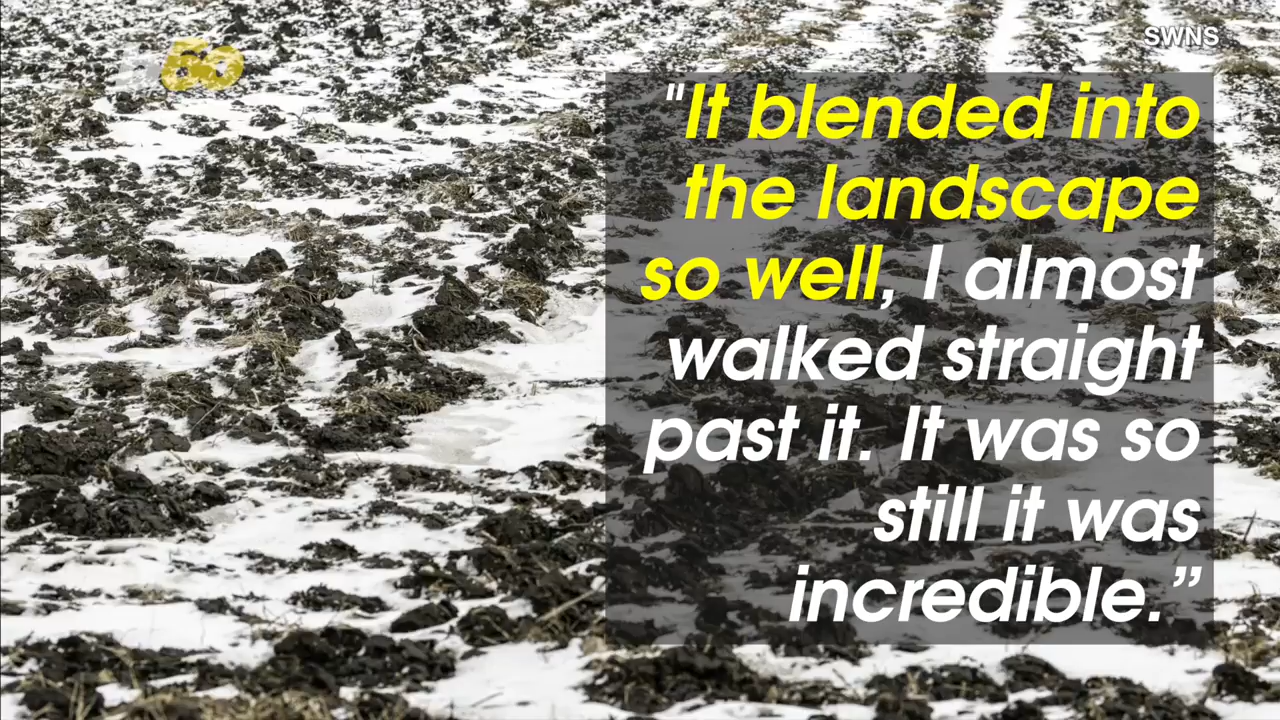 SWNS
"It blended into
the landscape
so well, I almost
walked straight
past it. It was so
still it was
incredible.”